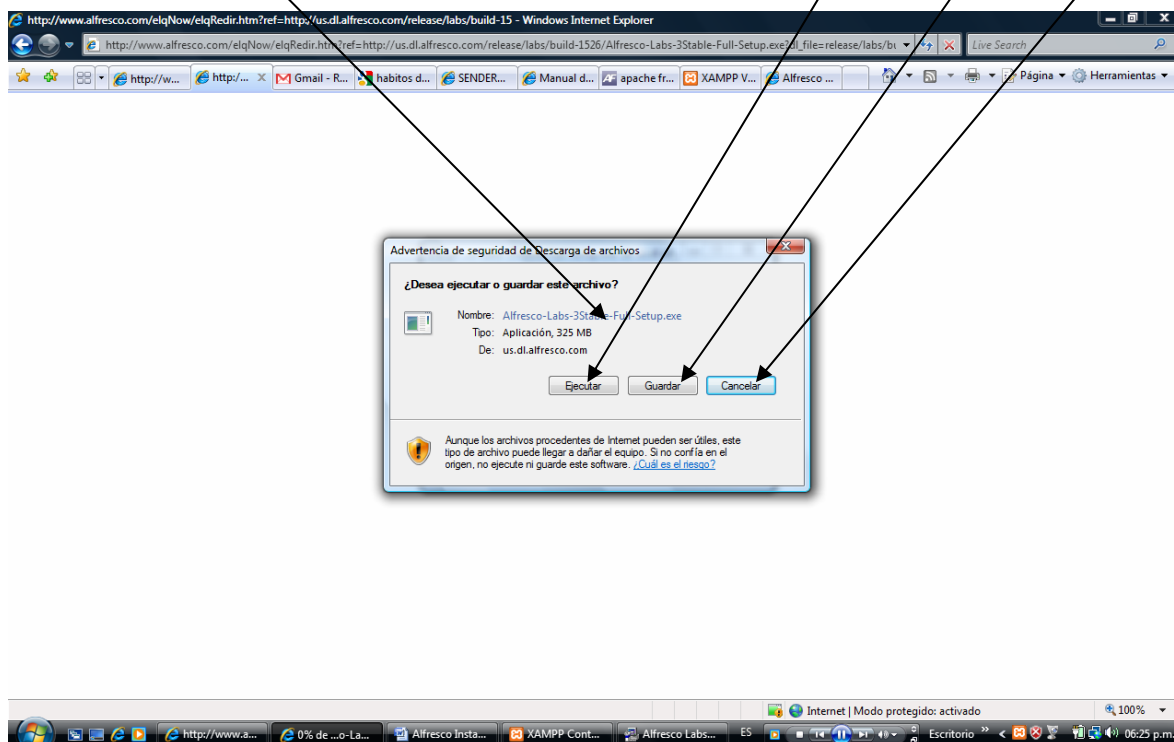 http://www.alfresco.com/elqNow/elqRedir.htm?ref=http://us.dl.alfresco.com/release/labs/build-15 - Windows Internet Explorer
http://www.alfresco.com/elqNow/elqRedir.htm?ref=http://us.dl.alfresco.com/release/labs/build-1526/Alfresco-Labs-3Stable-Full-Setup.exe?dl_file=release/labs/bu
Live Search
http://w...
http:/...
Gmail - R...
habitos d...
SENDER...
Manual d...
apache fr...
XAMPP V...
Alfresco ...
Página
Herramientas
Advertencia de seguridad de Descarga de archivos
¿Desea ejecutar o guardar este archivo?
Nombre: Alfresco-Labs-3Stable-Full-Setup.exe
Tipo: Aplicación, 325 MB
De: us.dl.alfresco.com
Ejecutar
Guardar
Cancelar
Aunque los archivos procedentes de Internet pueden ser útiles, este
tipo de archivo puede llegar a dañar el equipo. Si no confía en el
origen, no ejecute ni guarde este software. ¿Cuál es el riesgo?
Internet | Modo protegido: activado
100%
http://www.a...
0% de ...o-La...
Alfresco Insta...
XAMPP Cont...
Alfresco Labs...
ES
Escritorio
06:25 p.m.